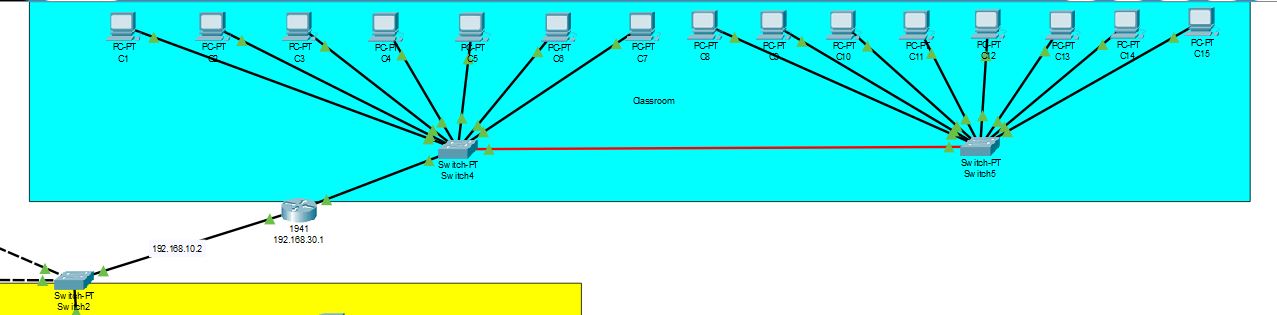 PC-PT
C1
PC-PT
C2
PC-PT
C3
PC-PT
C4
PC-PT
C5
PC-PT
C6
PC-PT
C7
PC-PT
C8
PC-PT
C9
PC-PT
C10
PC-PT
C11
PC-PT
C12
PC-PT
C13
PC-PT
C14
PC-PT
C15
Classroom
Switch-PT
Switch4
Switch-PT
Switch5
1941
192.168.30.1
192.168.10.2
Switch-PT
Switch2